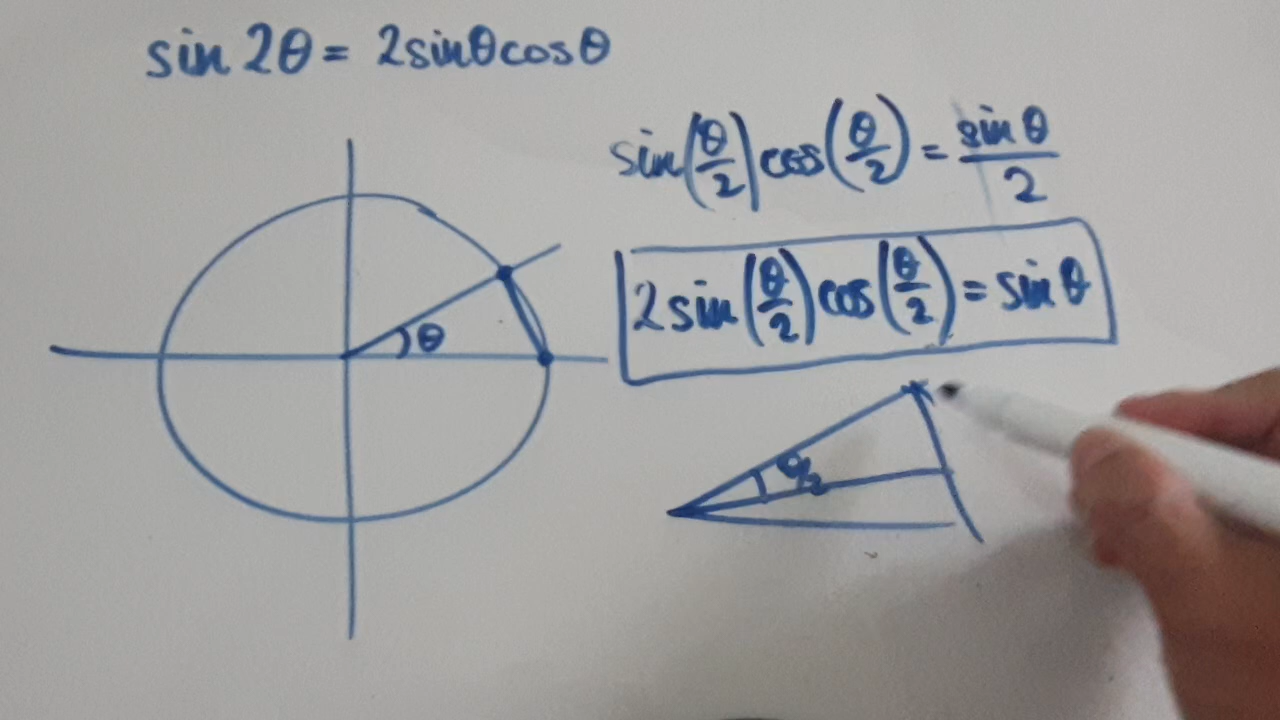 sin 2θ = 2sinθcosθ
sin(θ/2)cos(θ/2) = sinθ/2
2sin(θ/2)cos(θ/2) = sinθ
θ
θ/2